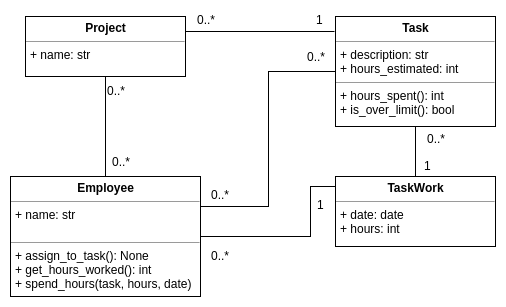 Project
+ name: str
0..*
1
Task
+ description: str
+ hours_estimated: int
+ hours_spent(): int
+ is_over_limit(): bool
0..*
0..*
0..*
0..*
1
Employee
+ name: str
+ assign_to_task(): None
+ get_hours_worked(): int
+ spend_hours(task, hours, date)
0..*
1
0..*
TaskWork
+ date: date
+ hours: int